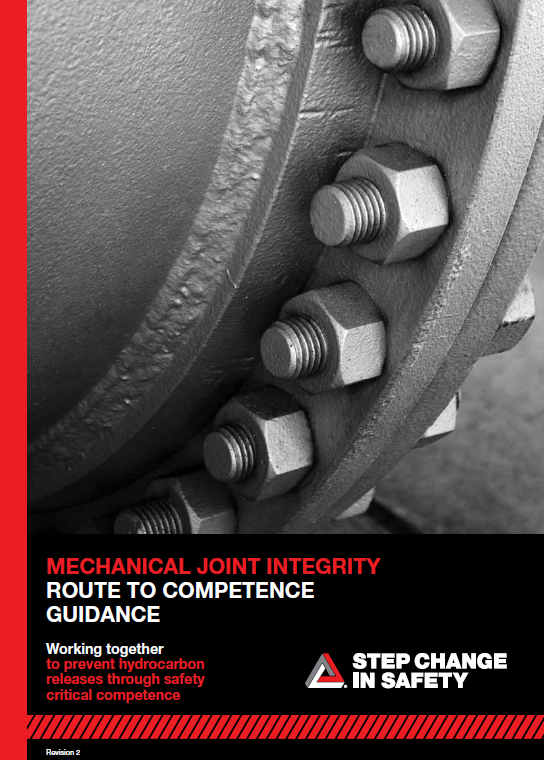 MECHANICAL JOINT INTEGRITY
ROUTE TO COMPETENCE
GUIDANCE
Working together
to prevent hydrocarbon
releases through safety
critical competence
STEP CHANGE
IN SAFETY
Revision 2